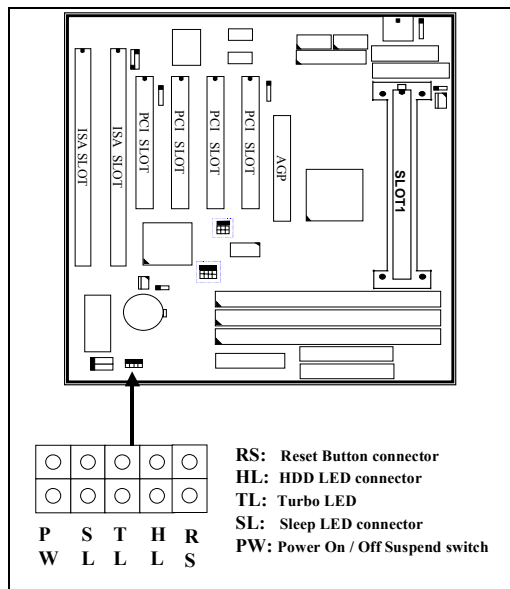 ISA SLOT
ISA SLOT
PCI SLOT
PCI SLOT
PCI SLOT
PCI SLOT
AGP
SLOT1
RS: Reset Button connector
HL: HDD LED connector
TL: Turbo LED
SL: Sleep LED connector
PW: Power On / Off Suspend switch
P S T H R
W L L L S